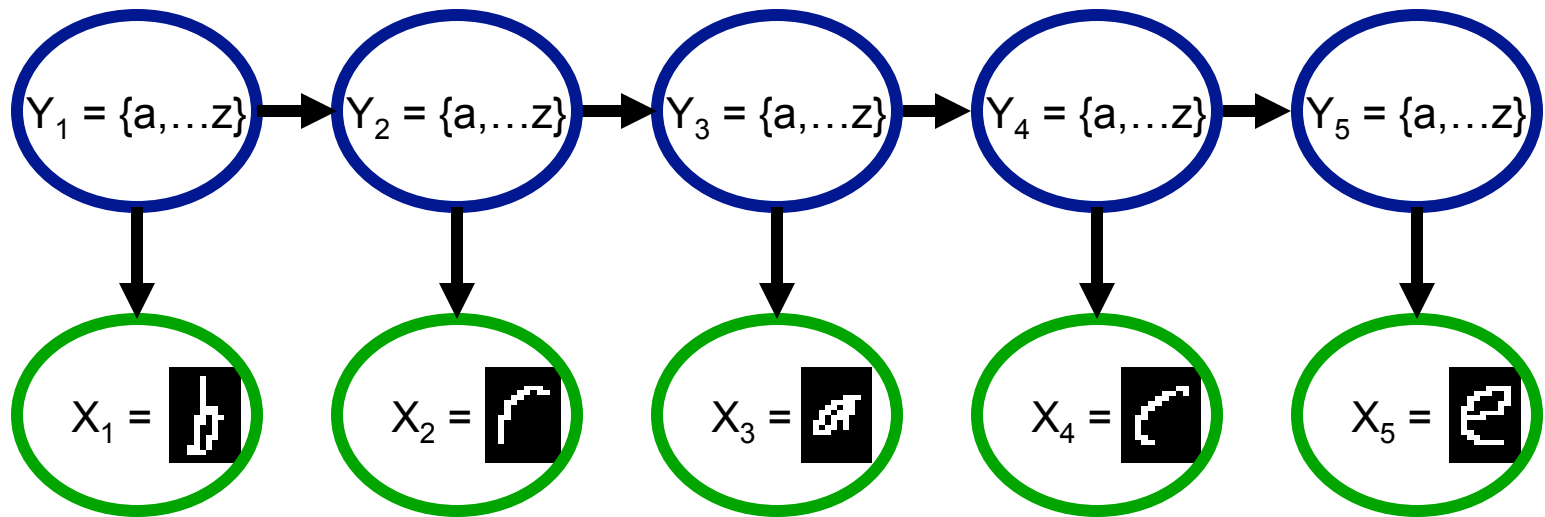 Y₁ = {a,…z} Y₂ = {a,…z} Y₃ = {a,…z} Y₄ = {a,…z} Y₅ = {a,…z}
X₁ = b X₂ = r X₃ = a X₄ = c X₅ = e